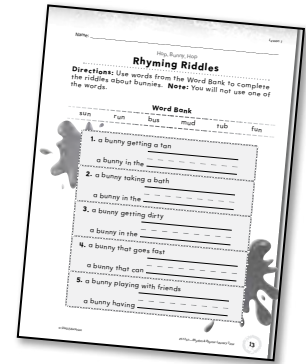 Name:
Lesson 2
Hop, Bunny, Hop
Rhyming Riddles
Directions: Use words from the Word Bank to complete
the riddles about bunnies. Note: You will not use one of
the words.
Word Bank
sun run bus mud tub fun
1. a bunny getting a tan
a bunny in the
2. a bunny taking a bath
a bunny in the
3. a bunny getting dirty
a bunny in the
4. a bunny that goes fast
a bunny that can
5. a bunny playing with friends
a bunny having
13